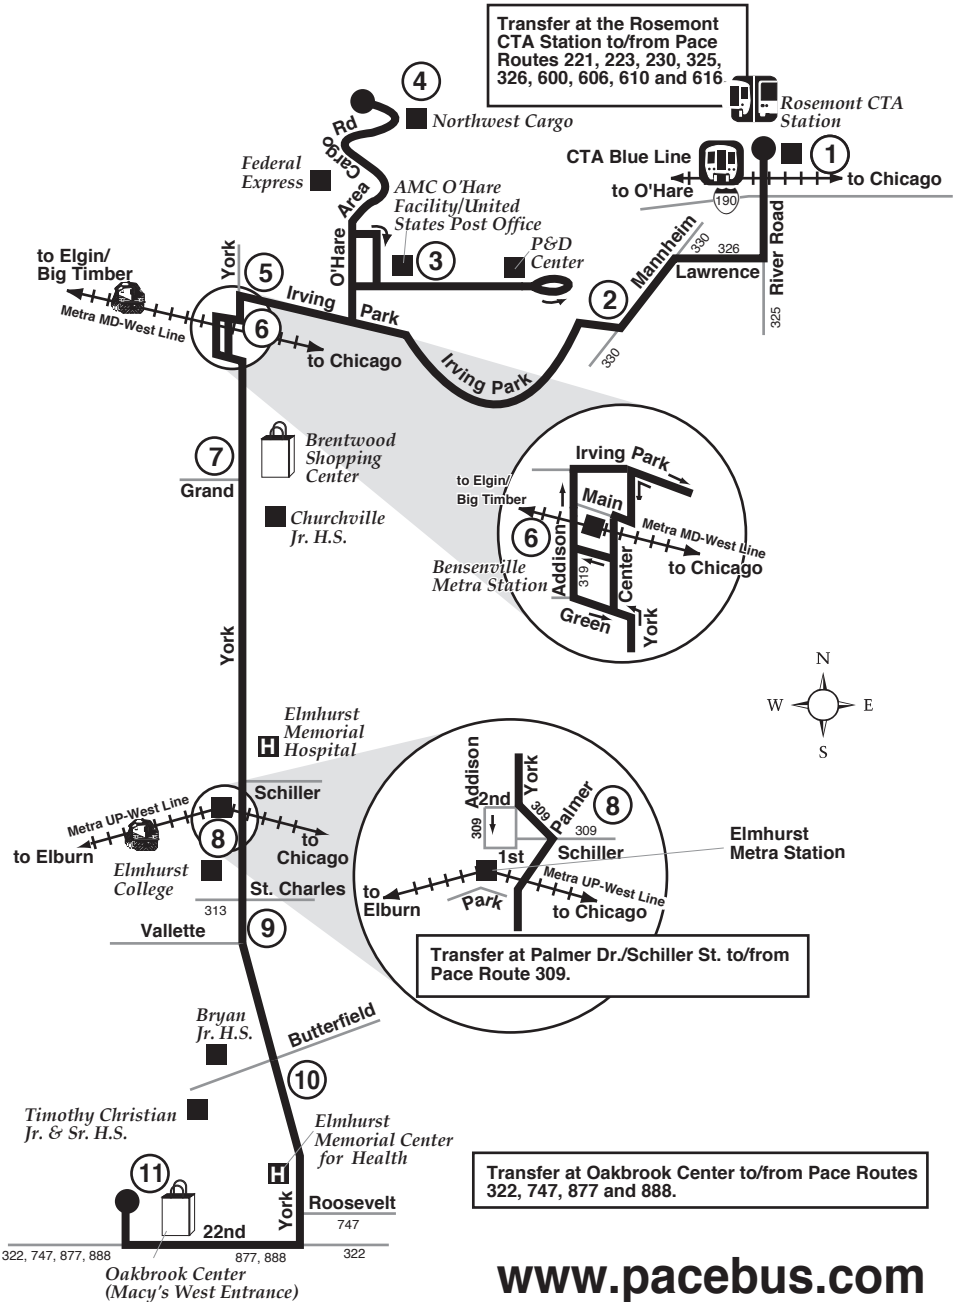 Transfer at the Rosemont
CTA Station to/from Pace
Routes 221, 223, 230, 325,
326, 600, 606, 610 and 616.
4
Northwest Cargo
Rosemont CTA
Station
1
CTA Blue Line
to O'Hare
to Chicago
190
Federal
Express
O'Hare
Area
Cargo
Rd
AMC O'Hare
Facility/United
States Post Office
3
P&D
Center
Mannheim
330
326
Lawrence
River Road
325
2
330
to Elgin/
Big Timber
Metra MD-West Line
York
5
Irving
Park
6
to Chicago
Irving Park
7
Grand
Brentwood
Shopping
Center
Churchville
Jr. H.S.
Irving Park
to Elgin/
Big Timber
Main
6
Metra MD-West Line
to Chicago
Bensenville
Metra Station
Addison
319
Center
Green
York
York
N
W
E
S
Elmhurst
Memorial
H
Hospital
Schiller
Metra UP-West Line
8
to Elburn
to
Chicago
Elmhurst
College
St. Charles
313
Vallette
9
Addison
2nd
York
309
Palmer
8
309
309
Schiller
1st
Elmhurst
Metra Station
to
Elburn
Park
Metra UP-West Line
to Chicago
Transfer at Palmer Dr./Schiller St. to/from
Pace Route 309.
Bryan
Jr. H.S.
Butterfield
10
Timothy Christian
Jr. & Sr. H.S.
Elmhurst
Memorial Center
for Health
H
11
York
Roosevelt
747
22nd
322, 747, 877, 888
877, 888
322
Oakbrook Center
(Macy's West Entrance)
Transfer at Oakbrook Center to/from Pace Routes
322, 747, 877 and 888.
www.pacebus.com